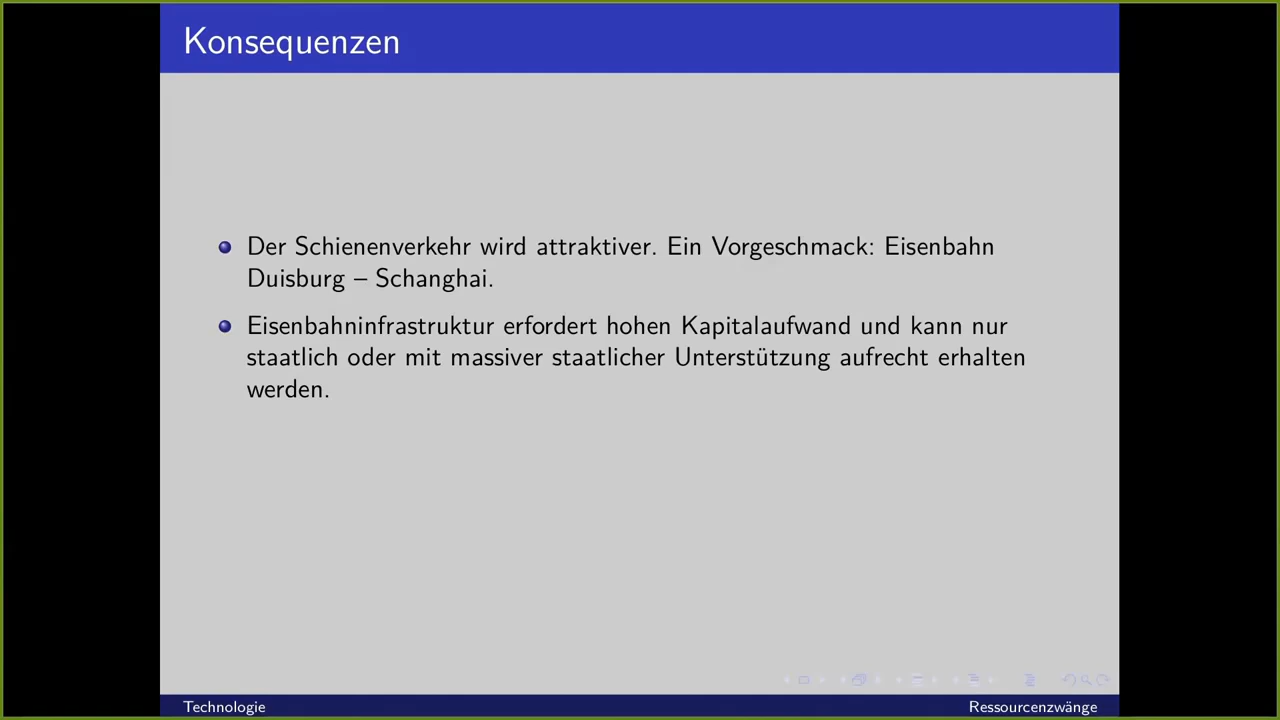 Konsequenzen
Der Schienenverkehr wird attraktiver. Ein Vorgeschmack: Eisenbahn
Duisburg – Schanghai.
Eisenbahninfrastruktur erfordert hohen Kapitalaufwand und kann nur
staatlich oder mit massiver staatlicher Unterstützung aufrecht erhalten
werden.
Technologie
Ressourcenzwänge